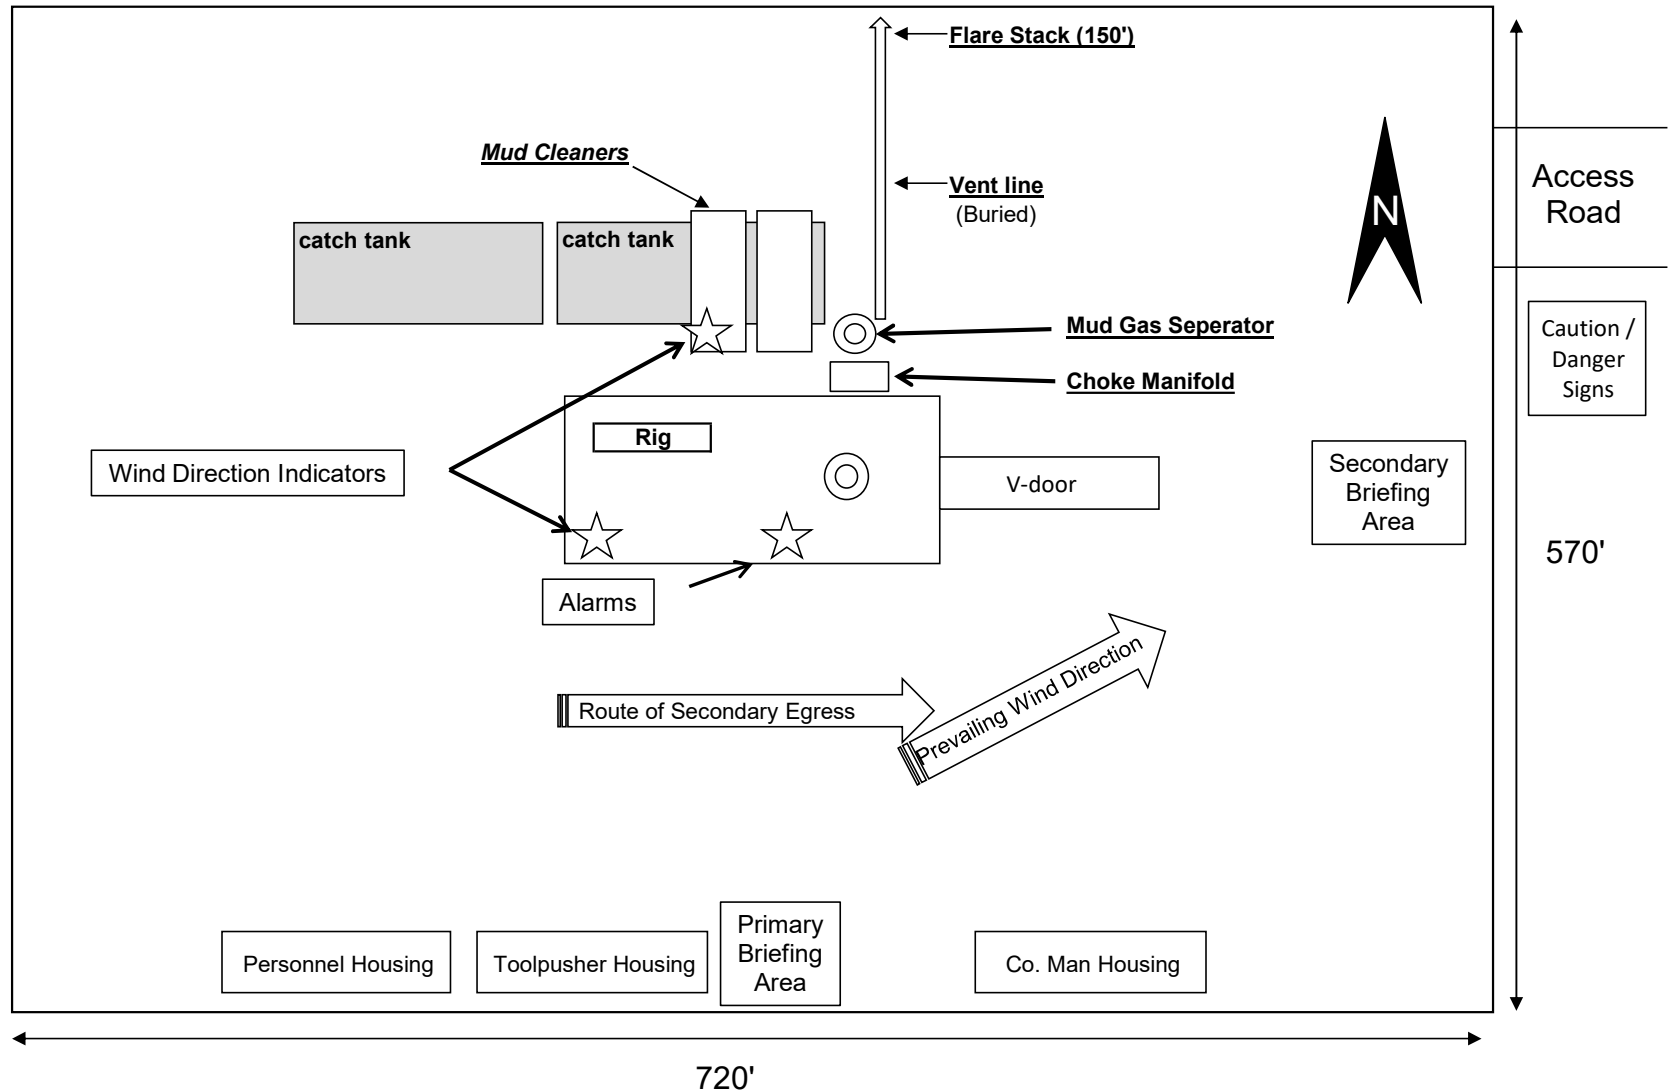 Flare Stack (150')
Mud Cleaners
Vent line
(Buried)
Access
Road
N
catch tank
catch tank
Mud Gas Seperator
Caution /
Danger
Signs
Choke Manifold
Rig
Wind Direction Indicators
V-door
Secondary
Briefing
Area
570'
Alarms
Route of Secondary Egress
Prevailing Wind Direction
Personnel Housing
Toolpusher Housing
Primary
Briefing
Area
Co. Man Housing
720'